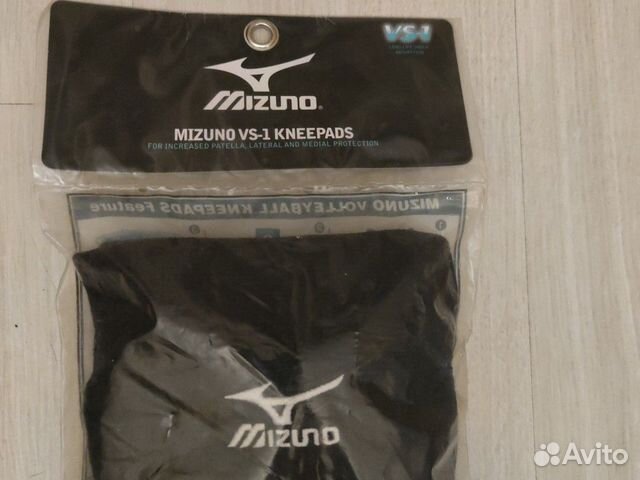 VS-1
MIZUNO®
MIZUNO VS-1 KNEEPADS
FOR INCREASED PATELLA, LATERAL AND MEDIAL PROTECTION
MIZUNO VOLLEYBALL KNEEPADS Feature
MIZUNO
Avito